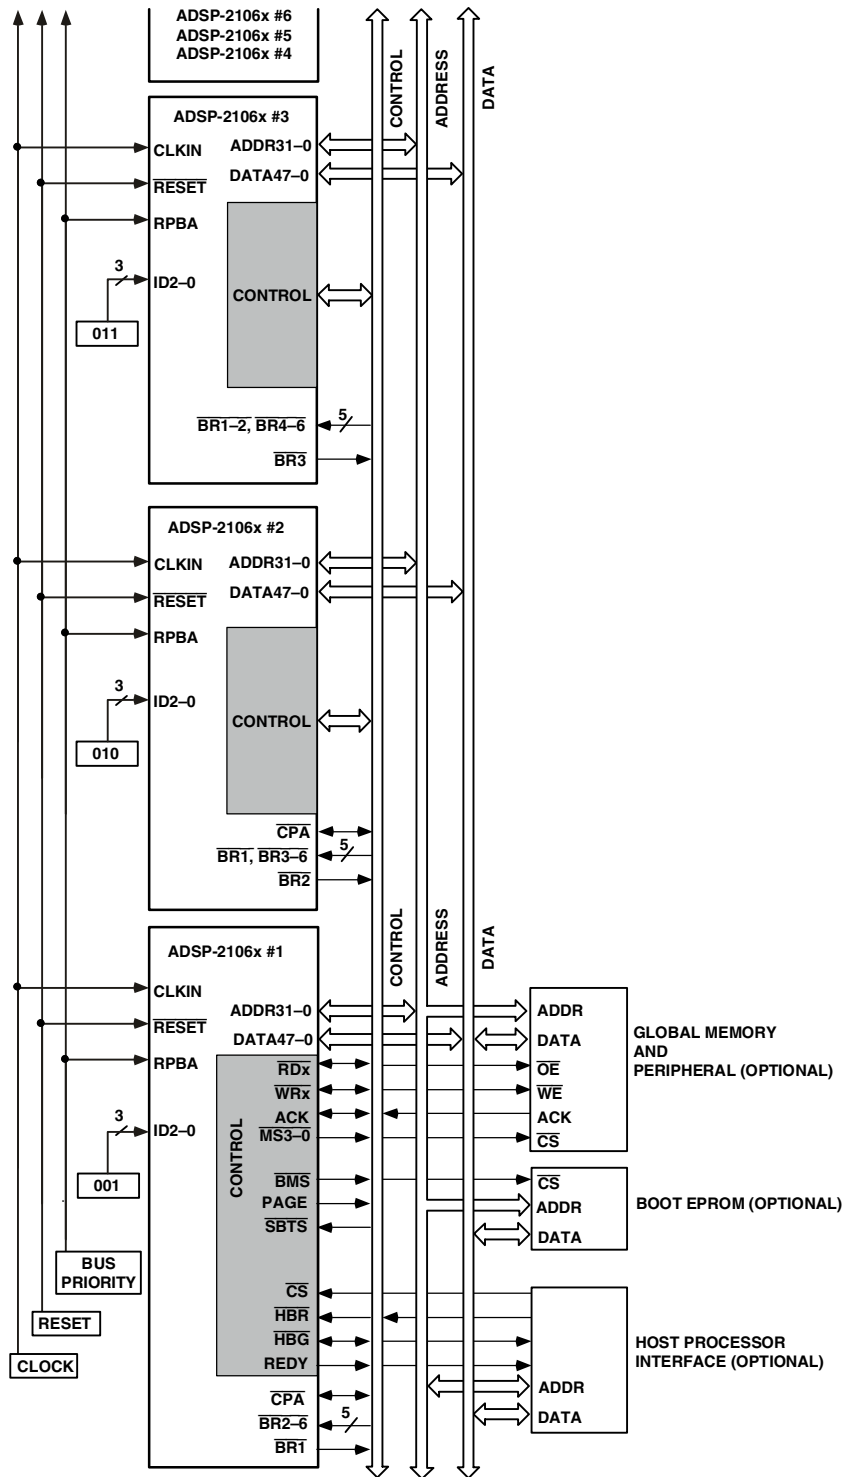 ADSP-2106x #6
ADSP-2106x #5
ADSP-2106x #4
CONTROL
ADDRESS
DATA
ADSP-2106x #3
CLKIN
ADDR31–0
RESET
DATA47–0
RPBA
3
ID2–0
CONTROL
011
BR1–2, BR4–6
5
BR3
ADSP-2106x #2
CLKIN
ADDR31–0
RESET
DATA47–0
RPBA
3
ID2–0
CONTROL
010
CPA
BR1, BR3–6
5
BR2
CONTROL
ADDRESS
DATA
ADSP-2106x #1
CLKIN
ADDR31–0
RESET
DATA47–0
RPBA
3
ID2–0
001
CONTROL
RDx
WRx
ACK
MS3–0
BMS
PAGE
SBTS
CS
HBR
HBG
REDY
CPA
BR2–6
5
BR1
ADDR
DATA
OE
WE
ACK
CS
GLOBAL MEMORY
AND
PERIPHERAL (OPTIONAL)
CS
ADDR
DATA
BOOT EPROM (OPTIONAL)
ADDR
DATA
HOST PROCESSOR
INTERFACE (OPTIONAL)
BUS
PRIORITY
RESET
CLOCK